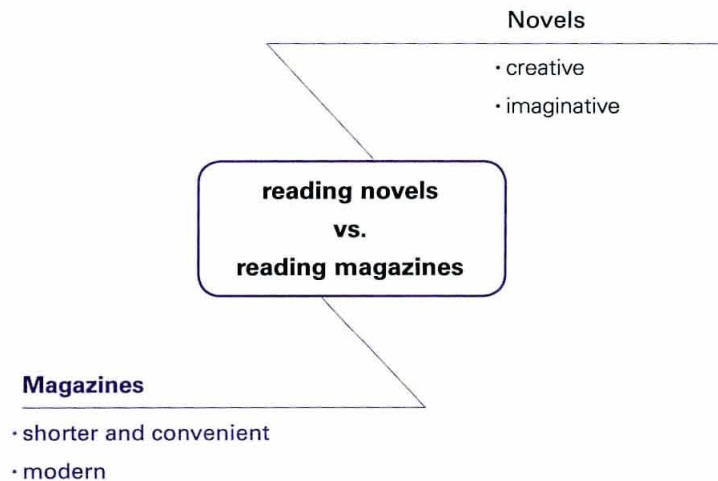 Novels
· creative
· imaginative
reading novels
vs.
reading magazines
Magazines
· shorter and convenient
· modern